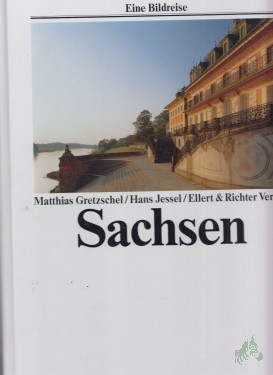 Eine Bildreise
Matthias Gretzschel/Hans Jessel/Ellert & Richter Ver
Sachsen